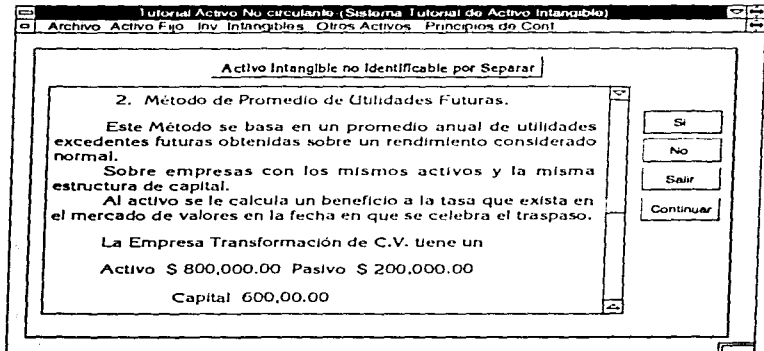 Tutorial Activo No circulante (Sistema Tutorial de Activo Intangible)
Archivo Activo Fijo Inv Intangibles Otros Activos Principios de Cont
Activo Intangible no Identificable por Separar
2. Método de Promedio de Utilidades Futuras.
Este Método se basa en un promedio anual de utilidades
excedentes futuras obtenidas sobre un rendimiento considerado
normal.
Sobre empresas con los mismos activos y la misma
estructura de capital.
Al activo se le calcula un beneficio a la tasa que exista en
el mercado de valores en la fecha en que se celebra el traspaso.
La Empresa Transformación de C.V. tiene un
Activo $ 800,000.00 Pasivo $ 200,000.00
Capital 600,00.00
Si
No
Salir
Continuar